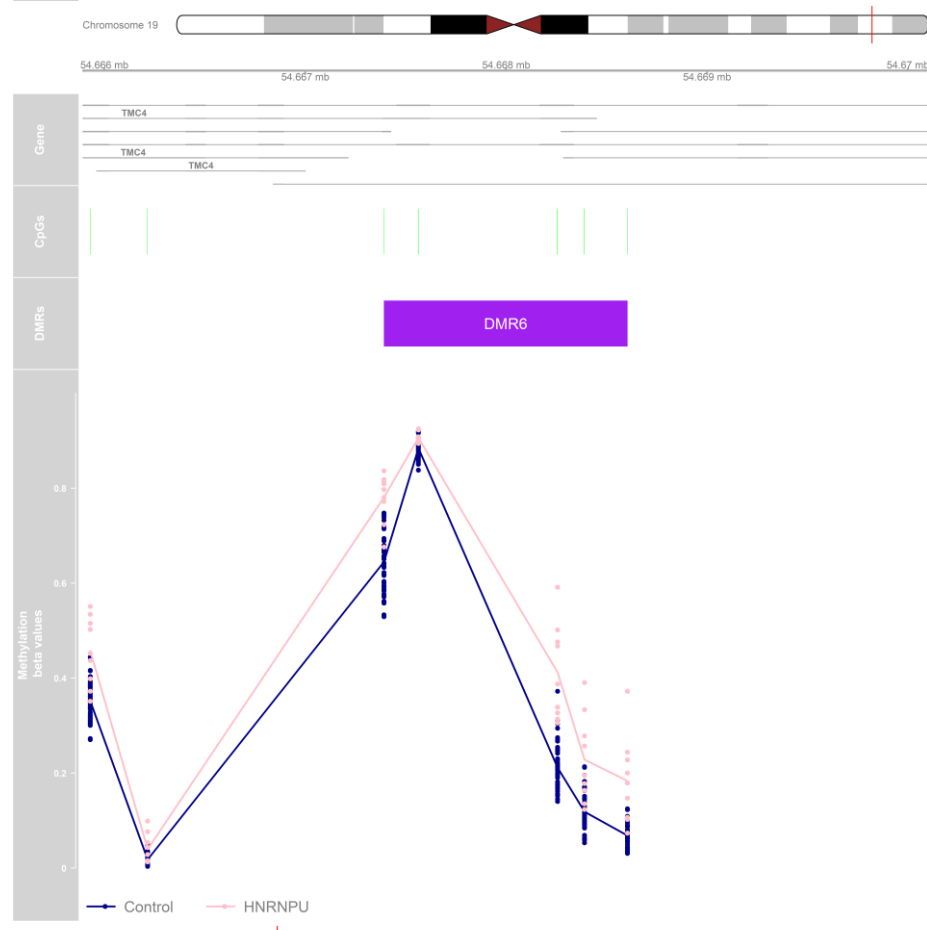 Chromosome 19
54.666 mb
54.667 mb
54.668 mb
54.669 mb
54.67 mb
Gene
TMC4
TMC4
TMC4
CpGs
DMRs
DMR6
Methylation
beta values
0.8
0.6
0.4
0.2
0
Control
HNRNPU